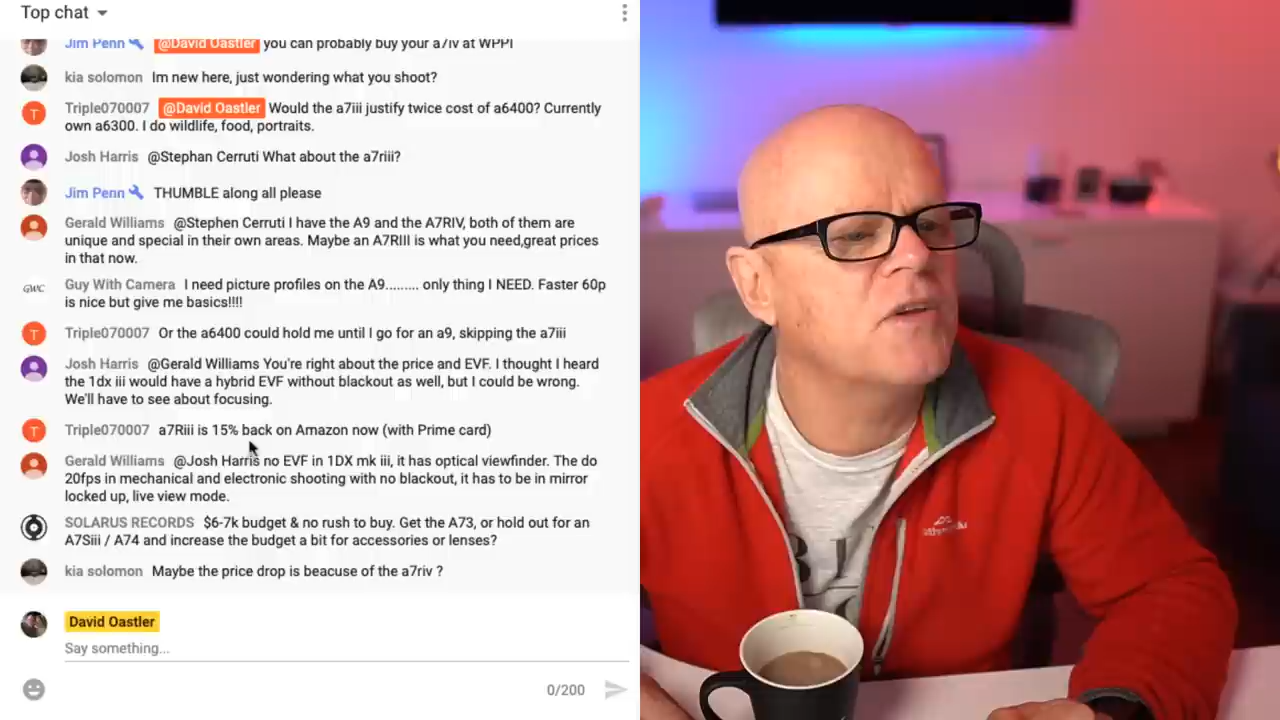 Top chat
Jim Penn @David Oastler you can probably buy your a7iv at WPPI
kia solomon Im new here, just wondering what you shoot?
T Triple070007 @David Oastler Would the a7iii justify twice cost of a6400? Currently
own a6300. I do wildlife, food, portraits.
Josh Harris @Stephan Cerruti What about the a7riii?
Jim Penn THUMBLE along all please
Gerald Williams @Stephen Cerruti I have the A9 and the A7RIV, both of them are
unique and special in their own areas. Maybe an A7RIII is what you need,great prices
in that now.
GWC Guy With Camera I need picture profiles on the A9......... only thing I NEED. Faster 60p
is nice but give me basics!!!!
T Triple070007 Or the a6400 could hold me until I go for an a9, skipping the a7iii
Josh Harris @Gerald Williams You're right about the price and EVF. I thought I heard
the 1dx iii would have a hybrid EVF without blackout as well, but I could be wrong.
We'll have to see about focusing.
T Triple070007 a7Riii is 15% back on Amazon now (with Prime card)
Gerald Williams @Josh Harris no EVF in 1DX mk iii, it has optical viewfinder. The do
20fps in mechanical and electronic shooting with no blackout, it has to be in mirror
locked up, live view mode.
SOLARUS RECORDS $6-7k budget & no rush to buy. Get the A73, or hold out for an
A7Siii / A74 and increase the budget a bit for accessories or lenses?
kia solomon Maybe the price drop is beacuse of the a7riv ?
David Oastler
Say something...
0/200